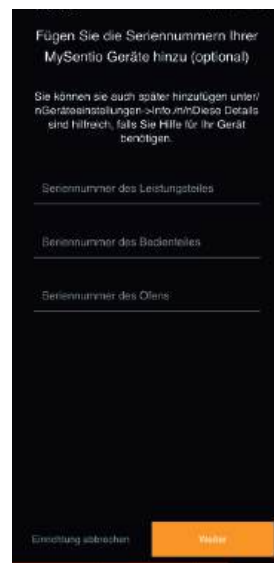 Fügen Sie die Seriennummern Ihrer
MySentio Geräte hinzu (optional)
Sie können sie auch später hinzufügen unter/
nGeräteeinstellungen->Info./n/nDiese Details
sind hilfreich, falls Sie Hilfe für Ihr Gerät
benötigen.
Seriennummer des Leistungsteiles
Seriennummer des Bedienteiles
Seriennummer des Ofens
Einrichtung abbrechen
Weiter